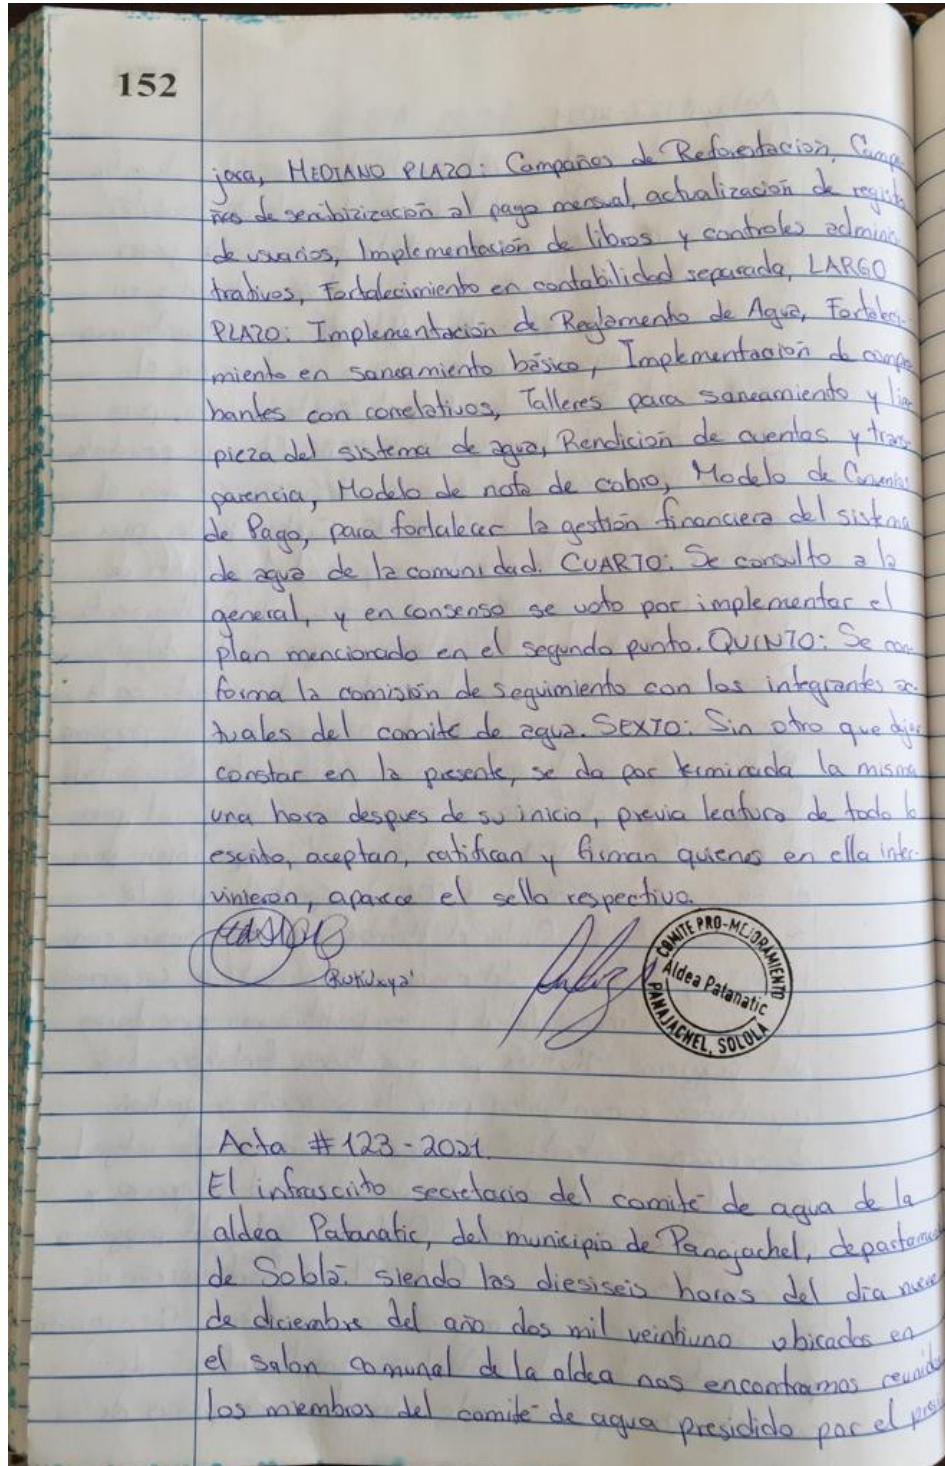 152
jora, MEDIANO PLAZO: Campañas de Reforestación, Campa
ñas de sencibizización al pago mensual, actualización de regist
de usuarios, Implementación de libros y controles adminis
trativos, Fortalecimiento en contabilidad separada, LARGO
PLAZO: Implementación de Reglamento de Agua, Fortaleci-
miento en saneamiento básico, Implementación de compro
bantes con correlativos, Talleres para saneamiento y lim
pieza del sistema de agua, Rendición de cuentas y trans-
parencia, Modelo de nota de cobro, Modelo de Convenios
de Pago, para fortalecer la gestión financiera del sistema
de agua de la comunidad. CUARTO: Se consulto a la
general, y en consenso se voto por implementar el
plan mencionado en el segundo punto. QUINTO: Se con
forma la comisión de seguimiento con los integrantes ac
tuales del comité de agua. SEXTO: Sin otro que dejar
constar en la presente, se da por terminada la misma
una hora despues de su inicio, previa leatura de todo lo
escrito, aceptan, ratifican y firman quienes en ella inter-
vinieron, aparece el sello respectivo.
COMITE PRO-MEJORAMIENTO
Aldea Patanatic
PANAJACHEL, SOLOLA
Acta #123-2021.
El infrascrito secretario del comité de agua de la
aldea Patanatic, del municipio de Panajachel, departamen
de Sololá. siendo las diesiseis horas del día nueve
de diciembre del año dos mil veintiuno ubicados en
el salon comunal de la aldea nos encontramos reunidos
los miembros del comité de agua presidido por el presi